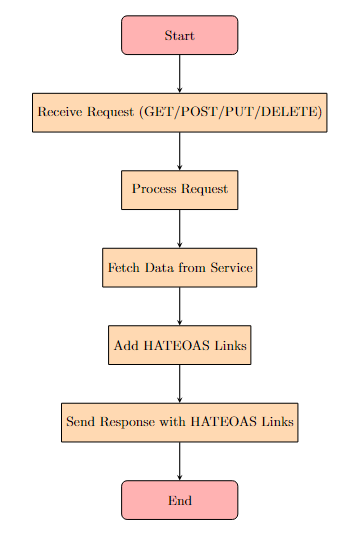 Start
Receive Request (GET/POST/PUT/DELETE)
Process Request
Fetch Data from Service
Add HATEOAS Links
Send Response with HATEOAS Links
End